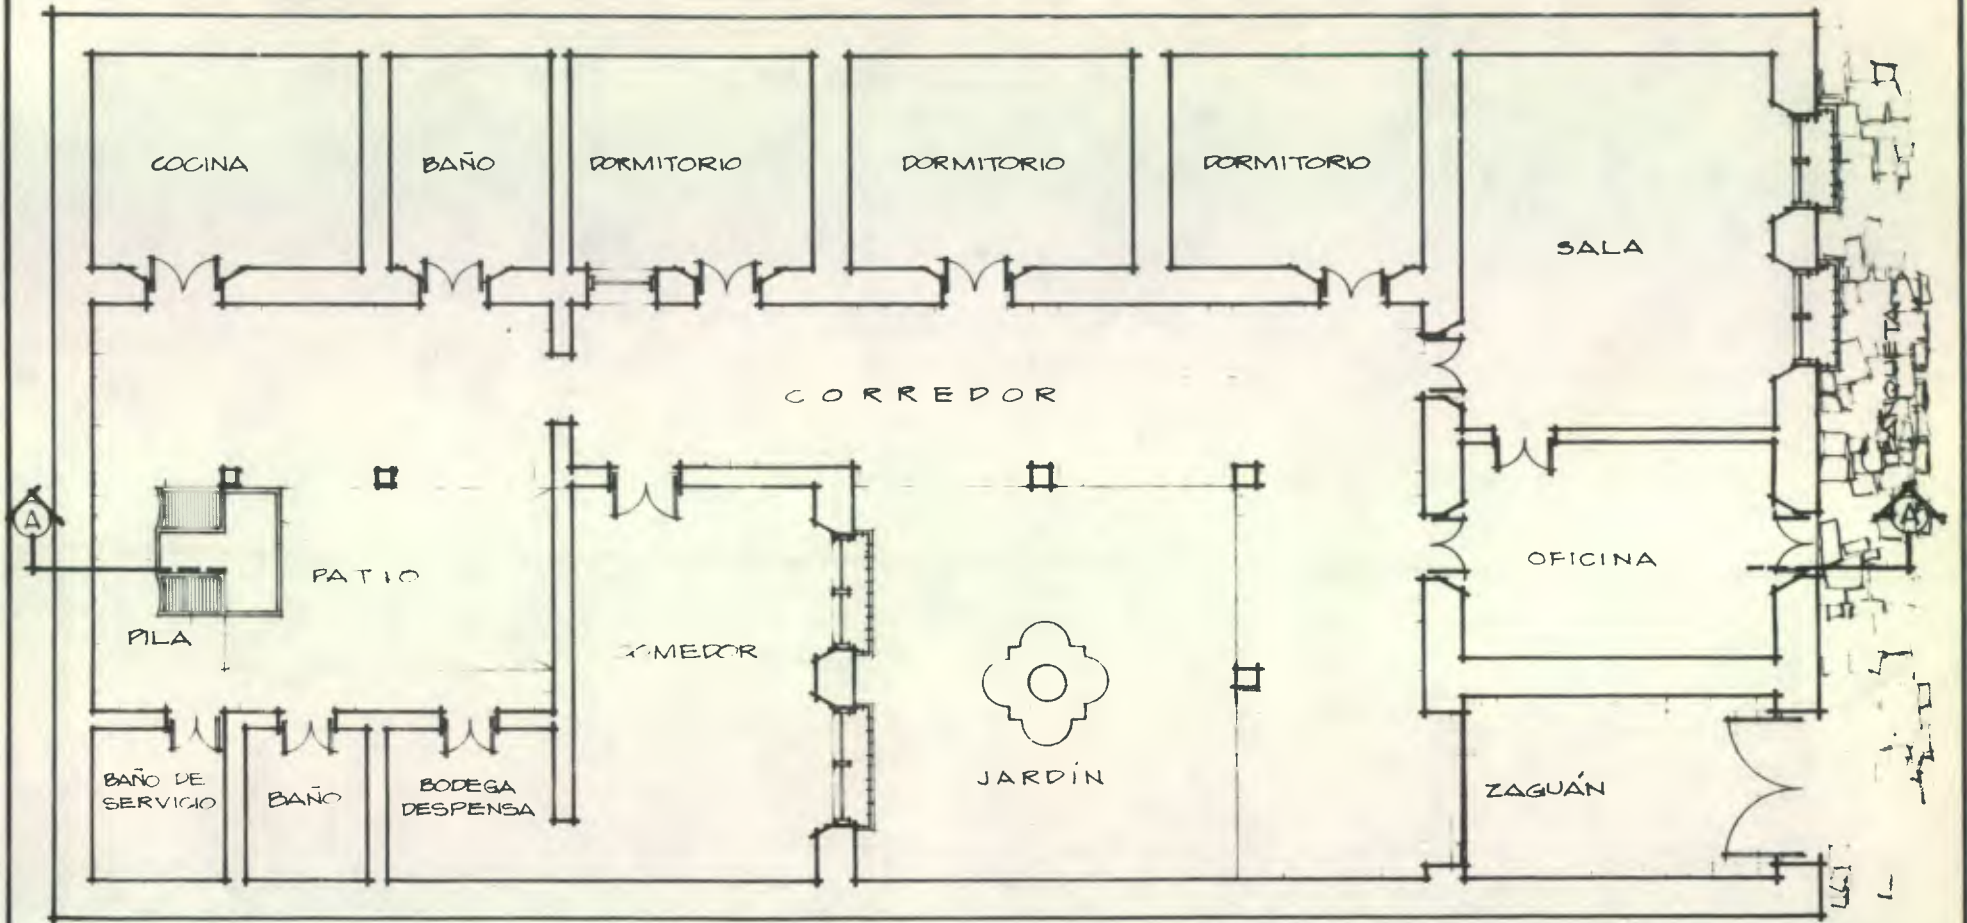 COCINA
BAÑO
DORMITORIO
DORMITORIO
DORMITORIO
SALA
BANQUETA
CORREDOR
A
A
PATIO
OFICINA
PILA
COMEDOR
JARDÍN
BAÑO DE
SERVICIO
BAÑO
BODEGA
DESPENSA
ZAGUÁN